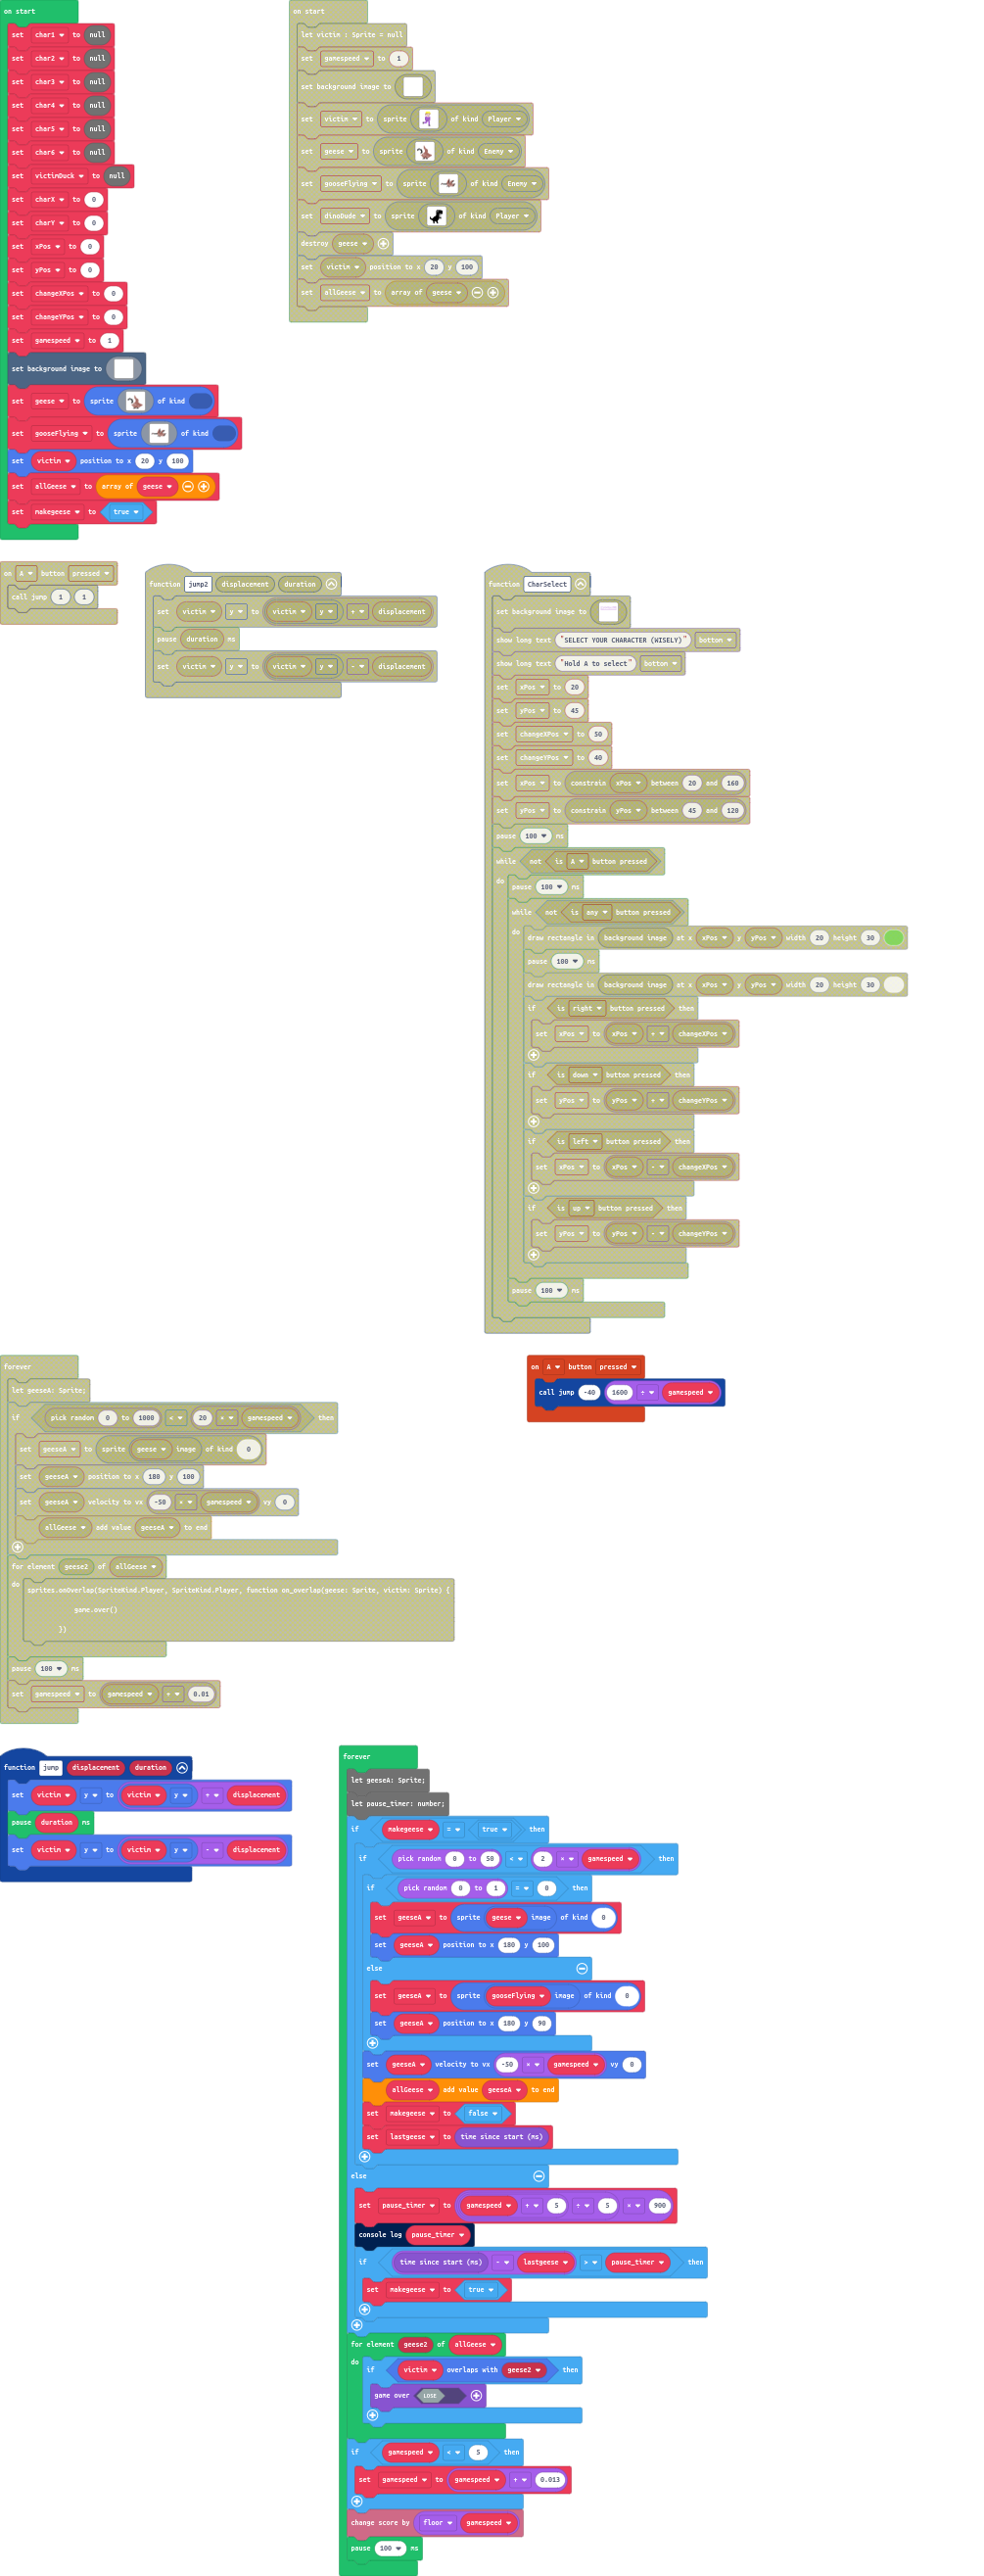 on start
set char1 to null
set char2 to null
set char3 to null
set char4 to null
set char5 to null
set char6 to null
set victimDuck to null
set charX to 0
set charY to 0
set xPos to 0
set yPos to 0
set changeXPos to 0
set changeYPos to 0
set gamespeed to 1
set background image to
set geese to sprite of kind
set gooseFlying to sprite of kind
set victim position to x 20 y 100
set allGeese to array of geese
set makegeese to true
on start
let victim : Sprite = null
set gamespeed to 1
set background image to
set victim to sprite of kind Player
set geese to sprite of kind Enemy
set gooseFlying to sprite of kind Enemy
set dinoDude to sprite of kind Player
destroy geese
set victim position to x 20 y 100
set allGeese to array of geese
on A button pressed
call jump 1 1
function jump2 displacement duration
set victim y to victim y + displacement
pause duration ms
set victim y to victim y - displacement
function CharSelect
set background image to
show long text "SELECT YOUR CHARACTER (WISELY)" bottom
show long text "Hold A to select" bottom
set xPos to 20
set yPos to 45
set changeXPos to 50
set changeYPos to 40
set xPos to constrain xPos between 20 and 160
set yPos to constrain yPos between 45 and 120
pause 100 ms
while not is A button pressed
do
pause 100 ms
while not is any button pressed
do
draw rectangle in background image at x xPos y yPos width 20 height 30
pause 100 ms
draw rectangle in background image at x xPos y yPos width 20 height 30
if is right button pressed then
set xPos to xPos + changeXPos
if is down button pressed then
set yPos to yPos + changeYPos
if is left button pressed then
set xPos to xPos - changeXPos
if is up button pressed then
set yPos to yPos - changeYPos
pause 100 ms
forever
let geeseA: Sprite;
if pick random 0 to 1000 < 20 × gamespeed then
set geeseA to sprite geese image of kind 0
set geeseA position to x 180 y 100
set geeseA velocity to vx -50 × gamespeed vy 0
allGeese add value geeseA to end
for element geese2 of allGeese
do
sprites.onOverlap(SpriteKind.Player, SpriteKind.Player, function on_overlap(geese: Sprite, victim: Sprite) {
game.over()
})
pause 100 ms
set gamespeed to gamespeed + 0.01
on A button pressed
call jump -40 1600 ÷ gamespeed
function jump displacement duration
set victim y to victim y + displacement
pause duration ms
set victim y to victim y - displacement
forever
let geeseA: Sprite;
let pause_timer: number;
if makegeese = true then
if pick random 0 to 50 < 2 × gamespeed then
if pick random 0 to 1 = 0 then
set geeseA to sprite geese image of kind 0
set geeseA position to x 180 y 100
else
set geeseA to sprite gooseFlying image of kind 0
set geeseA position to x 180 y 90
set geeseA velocity to vx -50 × gamespeed vy 0
allGeese add value geeseA to end
set makegeese to false
set lastgeese to time since start (ms)
else
set pause_timer to gamespeed + 5 ÷ 5 × 900
console log pause_timer
if time since start (ms) - lastgeese > pause_timer then
set makegeese to true
for element geese2 of allGeese
do
if victim overlaps with geese2 then
game over LOSE
if gamespeed < 5 then
set gamespeed to gamespeed + 0.013
change score by floor gamespeed
pause 100 ms